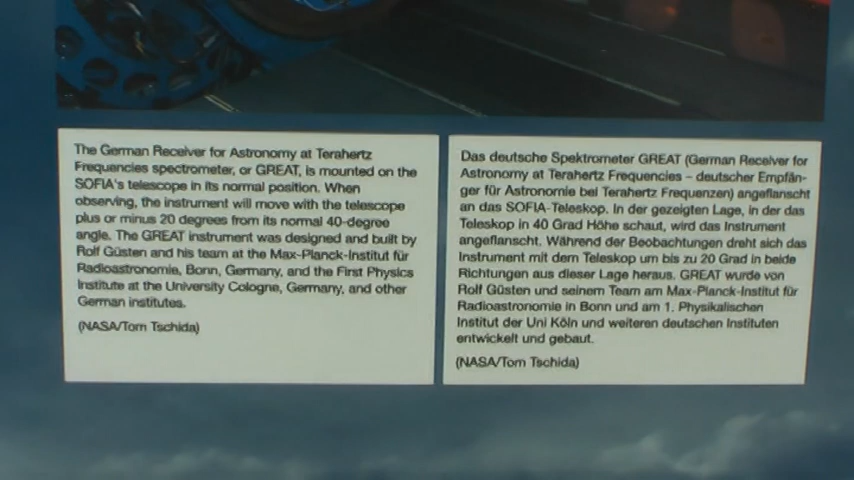 The German Receiver for Astronomy at Terahertz
Frequencies spectrometer, or GREAT, is mounted on the
SOFIA's telescope in its normal position. When
observing, the instrument will move with the telescope
plus or minus 20 degrees from its normal 40-degree
angle. The GREAT instrument was designed and built by
Rolf Güsten and his team at the Max-Planck-Institut für
Radioastronomie, Bonn, Germany, and the First Physics
Institute at the University Cologne, Germany, and other
German institutes.
(NASA/Tom Tschida)
Das deutsche Spektrometer GREAT (German Receiver for
Astronomy at Terahertz Frequencies – deutscher Empfän-
ger für Astronomie bei Terahertz Frequenzen) angeflanscht
an das SOFIA-Teleskop. In der gezeigten Lage, in der das
Teleskop in 40 Grad Höhe schaut, wird das Instrument
angeflanscht. Während der Beobachtungen dreht sich das
Instrument mit dem Teleskop um bis zu 20 Grad in beide
Richtungen aus dieser Lage heraus. GREAT wurde von
Rolf Güsten und seinem Team am Max-Planck-Institut für
Radioastronomie in Bonn und am 1. Physikalischen
Institut der Uni Köln und weiteren deutschen Instituten
entwickelt und gebaut.
(NASA/Tom Tschida)